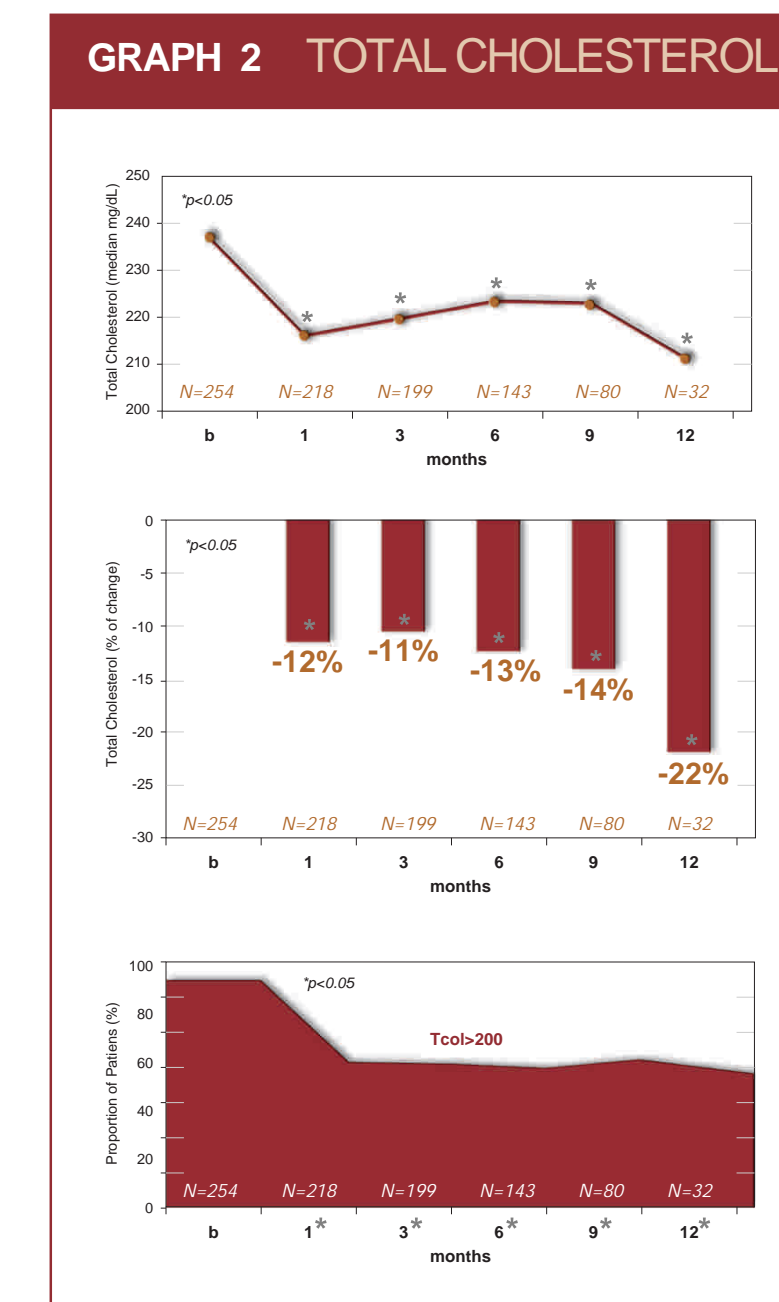 GRAPH 2 TOTAL CHOLESTEROL
Total Cholesterol (median mg/dL)
250
240
230
220
210
200
*p<0.05
* * * * *
N=254 N=218 N=199 N=143 N=80 N=32
b 1 3 6 9 12
months
Total Cholesterol (% of change)
0
-5
-10
-15
-20
-25
-30
*p<0.05
* * * * *
-12% -11% -13% -14% -22%
N=254 N=218 N=199 N=143 N=80 N=32
b 1 3 6 9 12
months
Proportion of Patiens (%)
100
80
60
40
20
0
*p<0.05
Tcol>200
N=254 N=218 N=199 N=143 N=80 N=32
b 1* 3* 6* 9* 12*
months